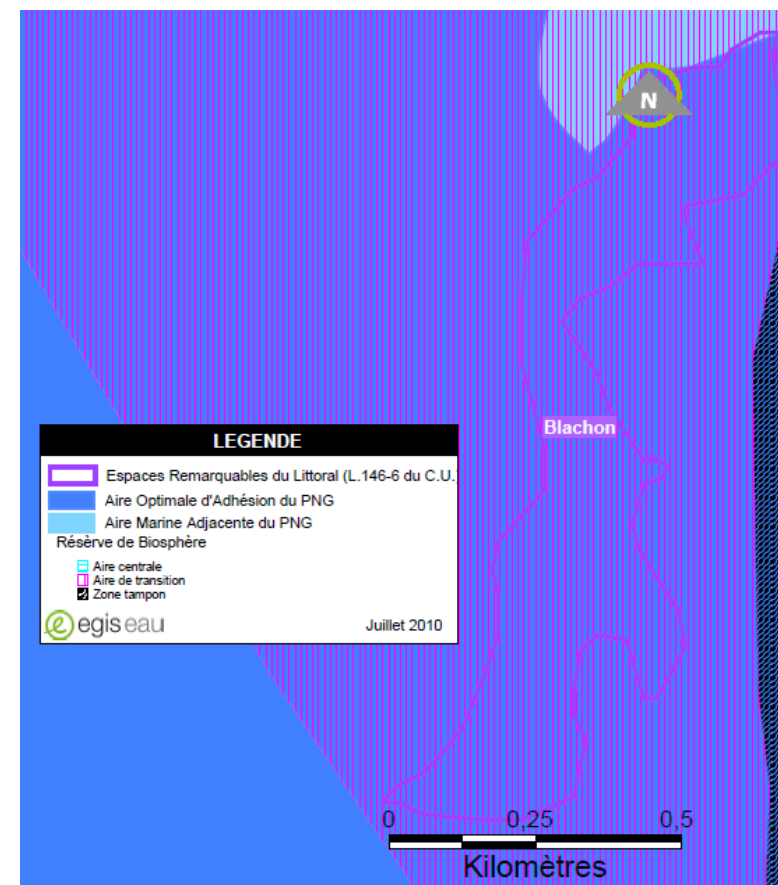 N
Blachon
LEGENDE
Espaces Remarquables du Littoral (L.146-6 du C.U.
Aire Optimale d'Adhésion du PNG
Aire Marine Adjacente du PNG
Résèrve de Biosphère
Aire centrale
Aire de transition
Zone tampon
egis eau
Juillet 2010
0 0,25 0,5
Kilomètres